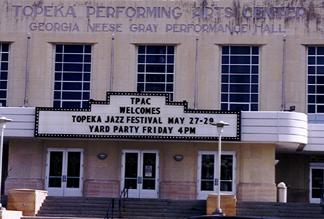 TOPEKA PERFORMING ARTS CENTER
GEORGIA NEESE GRAY PERFORMANCE HALL
TPAC
WELCOMES
TOPEKA JAZZ FESTIVAL MAY 27-29
YARD PARTY FRIDAY 4PM